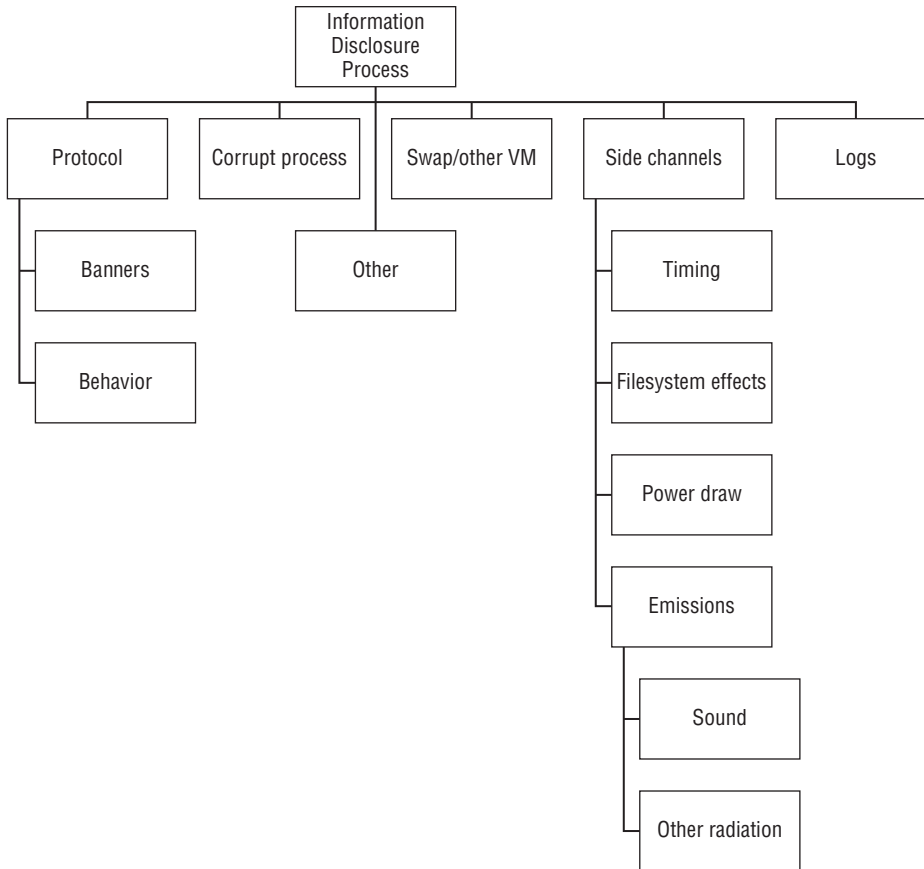 Information
Disclosure
Process
Protocol
Corrupt process
Swap/other VM
Side channels
Logs
Banners
Other
Timing
Behavior
Filesystem effects
Power draw
Emissions
Sound
Other radiation